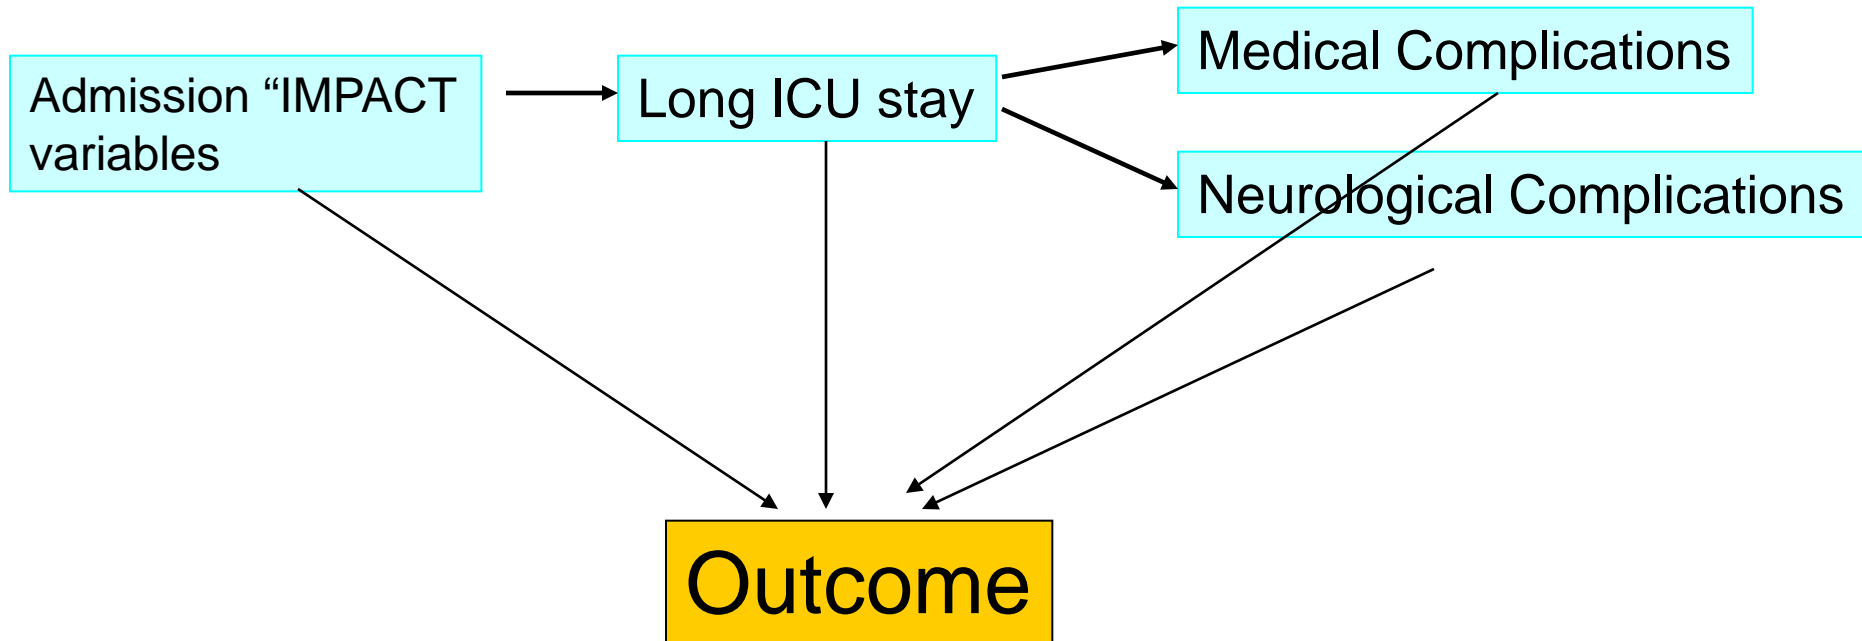 Admission “IMPACT
variables
Long ICU stay
Medical Complications
Neurological Complications
Outcome